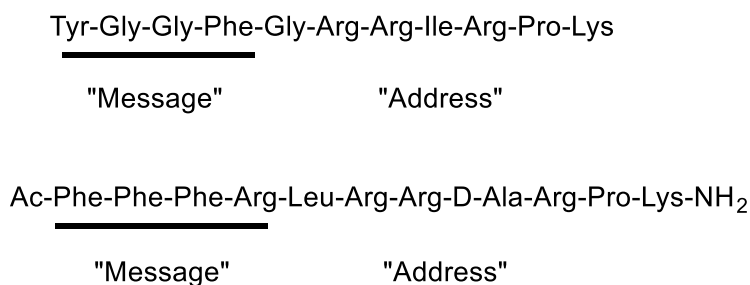 Tyr-Gly-Gly-Phe-Gly-Arg-Arg-Ile-Arg-Pro-Lys
"Message" "Address"
Ac-Phe-Phe-Phe-Arg-Leu-Arg-Arg-D-Ala-Arg-Pro-Lys-NH₂
"Message" "Address"